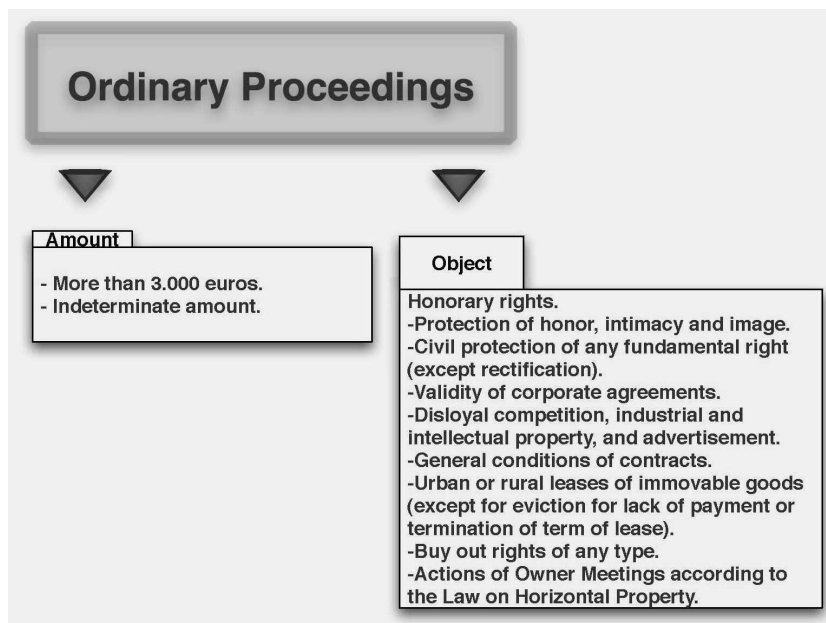 Ordinary Proceedings
Amount
- More than 3.000 euros.
- Indeterminate amount.
Object
Honorary rights.
-Protection of honor, intimacy and image.
-Civil protection of any fundamental right
(except rectification).
-Validity of corporate agreements.
-Disloyal competition, industrial and
intellectual property, and advertisement.
-General conditions of contracts.
-Urban or rural leases of immovable goods
(except for eviction for lack of payment or
termination of term of lease).
-Buy out rights of any type.
-Actions of Owner Meetings according to
the Law on Horizontal Property.